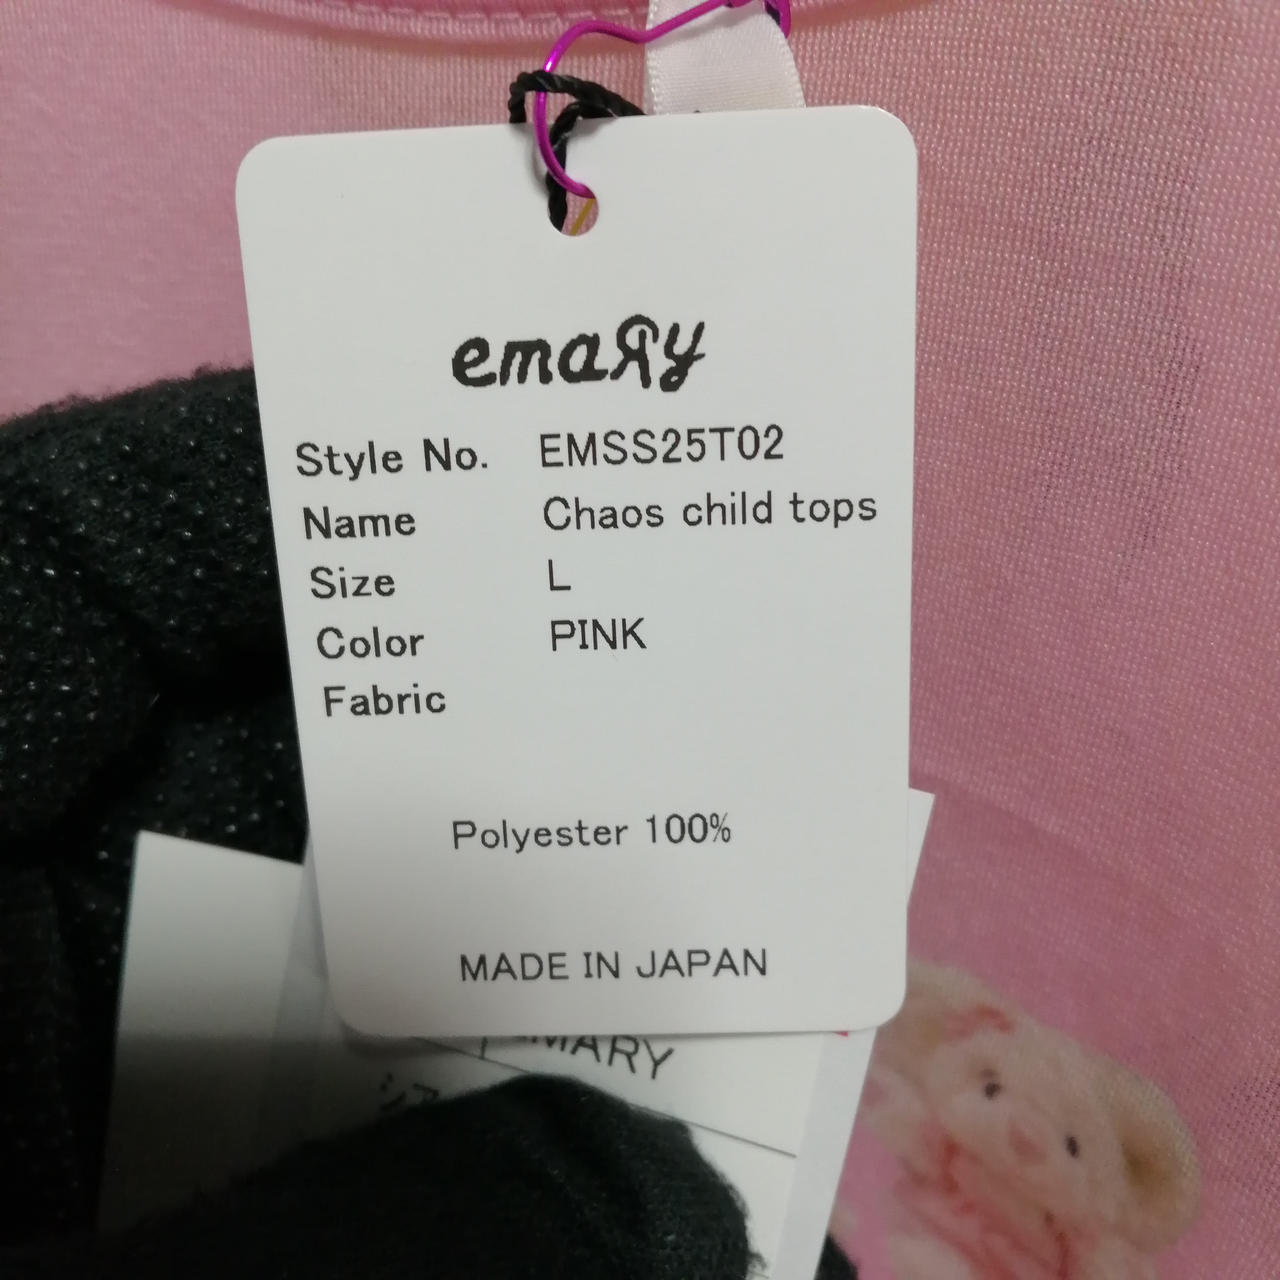 emaRy
Style No. EMSS25T02
Name Chaos child tops
Size L
Color PINK
Fabric
Polyester 100%
MADE IN JAPAN